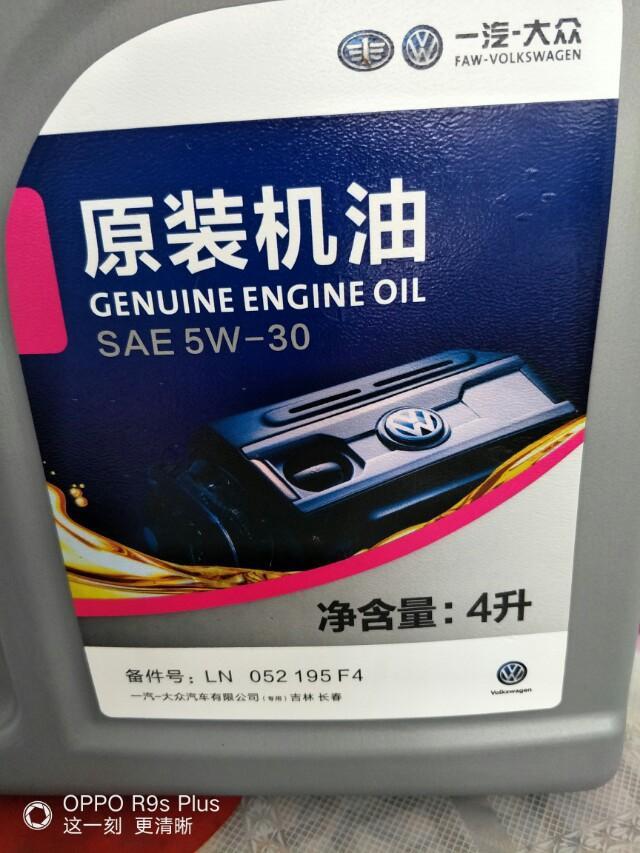 一汽-大众
FAW-VOLKSWAGEN
原装机油
GENUINE ENGINE OIL
SAE 5W-30
净含量：4升
备件号：LN 052 195 F4
一汽-大众汽车有限公司（专用）吉林 长春
Volkswagen
OPPO R9s Plus
这一刻 更清晰